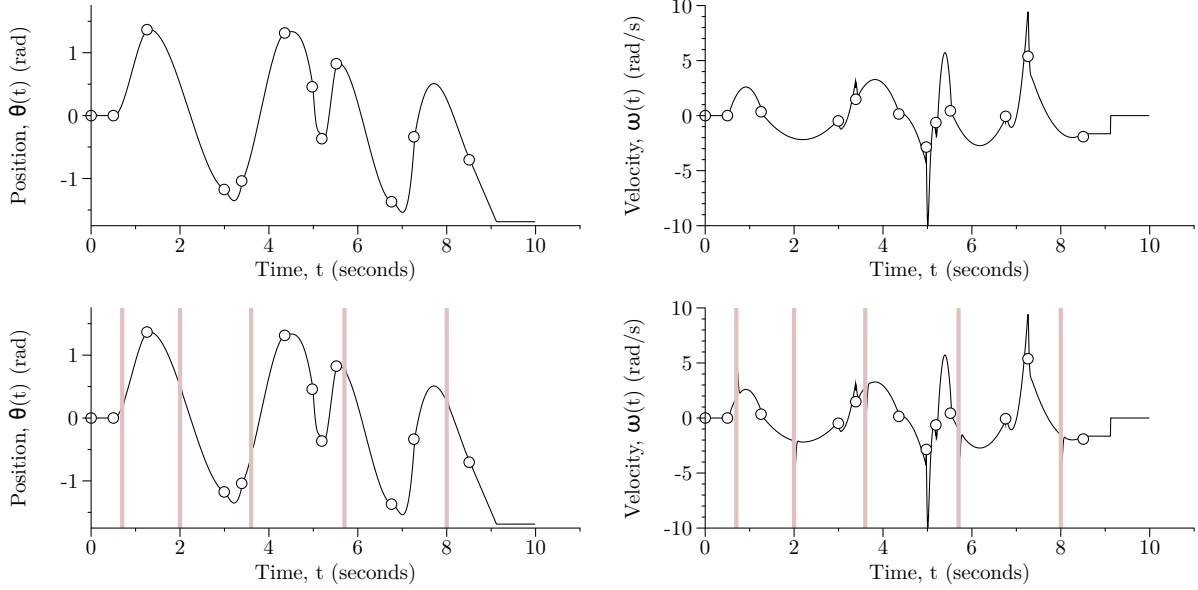 Position, θ(t) (rad)
1
0
-1
0 2 4 6 8 10
Time, t (seconds)
Velocity, ω(t) (rad/s)
10
5
0
-5
-10
0 2 4 6 8 10
Time, t (seconds)
Position, θ(t) (rad)
1
0
-1
0 2 4 6 8 10
Time, t (seconds)
Velocity, ω(t) (rad/s)
10
5
0
-5
-10
0 2 4 6 8 10
Time, t (seconds)